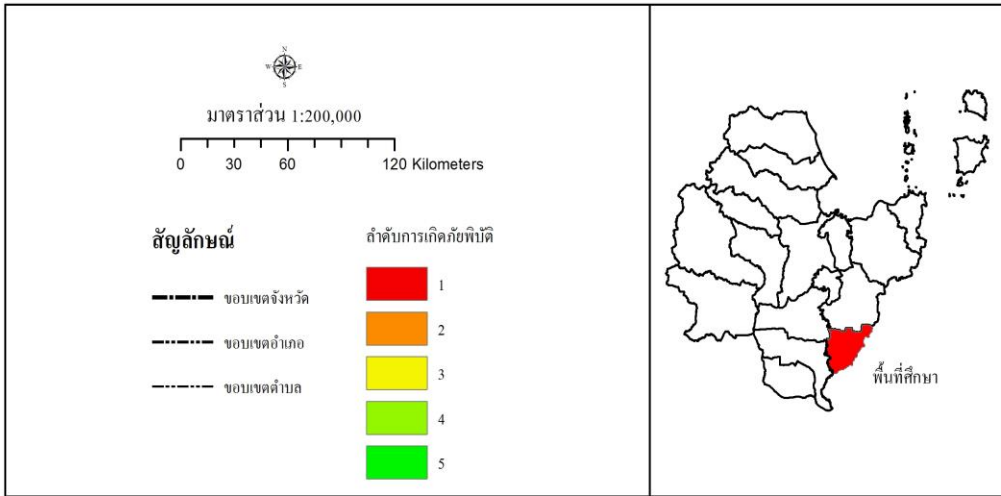 N
W E
S
มาตราส่วน 1:200,000
0 30 60 120 Kilometers
สัญลักษณ์
ขอบเขตจังหวัด
ขอบเขตอำเภอ
ขอบเขตตำบล
ลำดับการเกิดภัยพิบัติ
1
2
3
4
5
พื้นที่ศึกษา